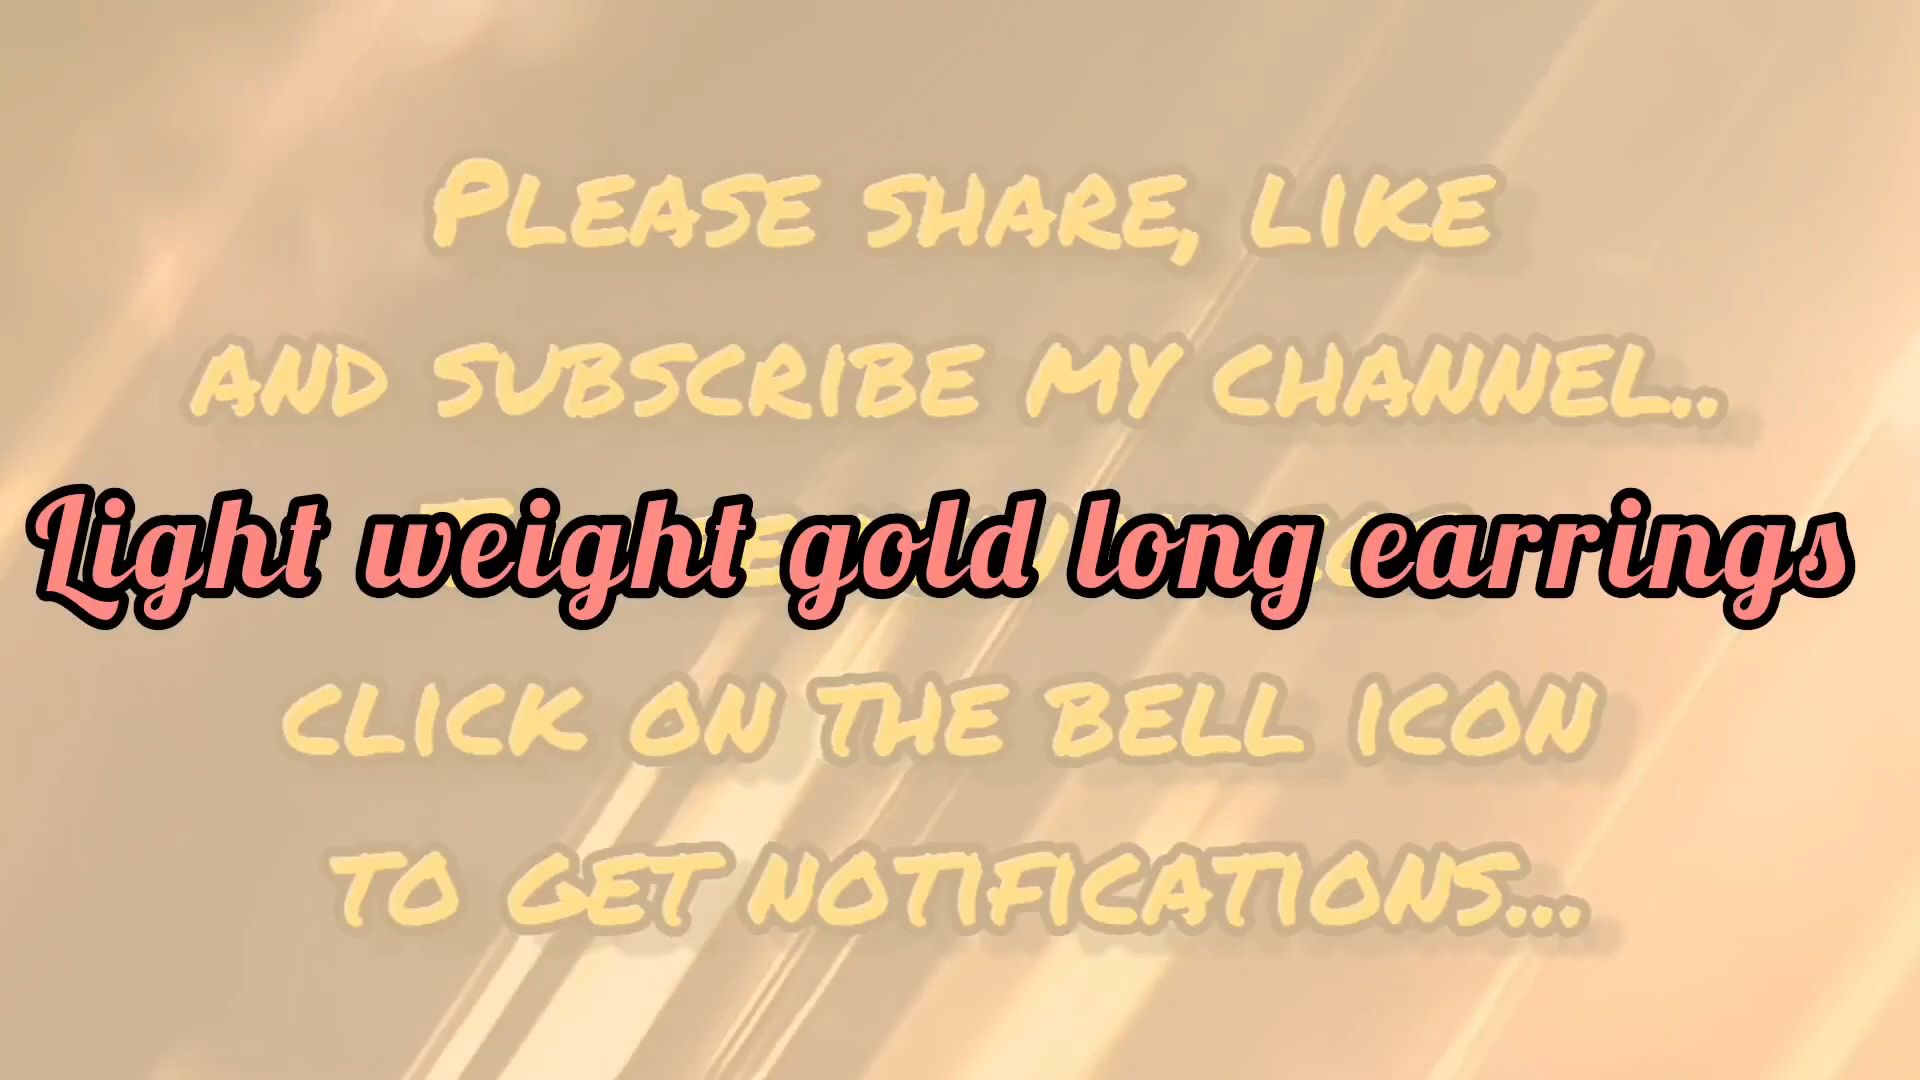 Please share, like
and subscribe my channel..
Light weight gold long earrings
click on the bell icon
to get notifications...